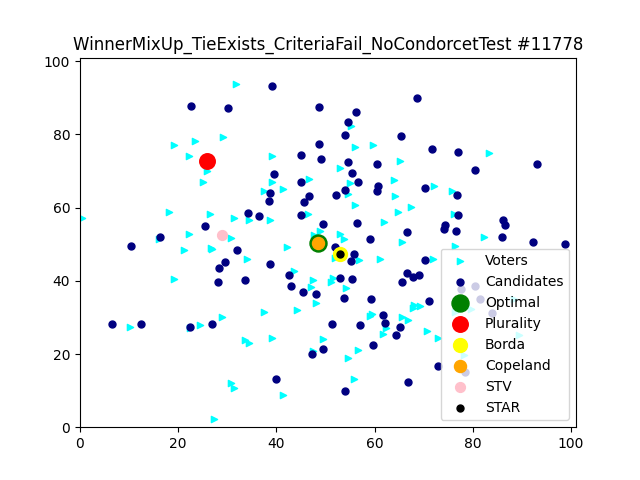 WinnerMixUp_TieExists_CriteriaFail_NoCondorcetTest #11778
100
80
60
40
20
0
0
20
40
60
80
100
Voters
Candidates
Optimal
Plurality
Borda
Copeland
STV
STAR